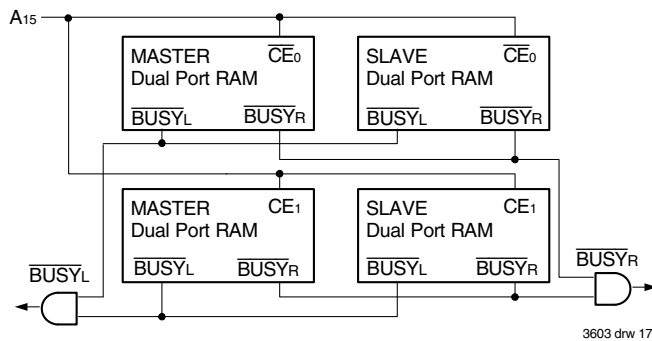 A15
MASTER
Dual Port RAM
CE0
BUSYL
BUSYR
SLAVE
Dual Port RAM
CE0
BUSYL
BUSYR
MASTER
Dual Port RAM
CE1
BUSYL
BUSYR
SLAVE
Dual Port RAM
CE1
BUSYL
BUSYR
BUSYL
BUSYR
3603 drw 17